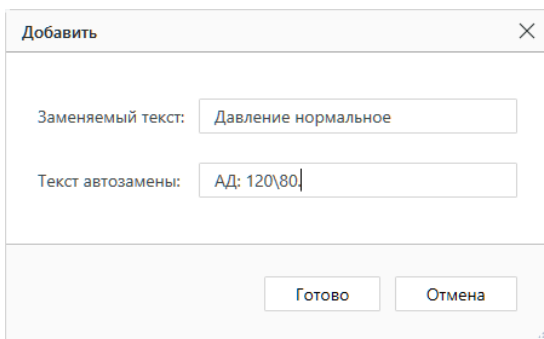 Добавить
Заменяемый текст: Давление нормальное
Текст автозамены: АД: 120\80.
Готово Отмена